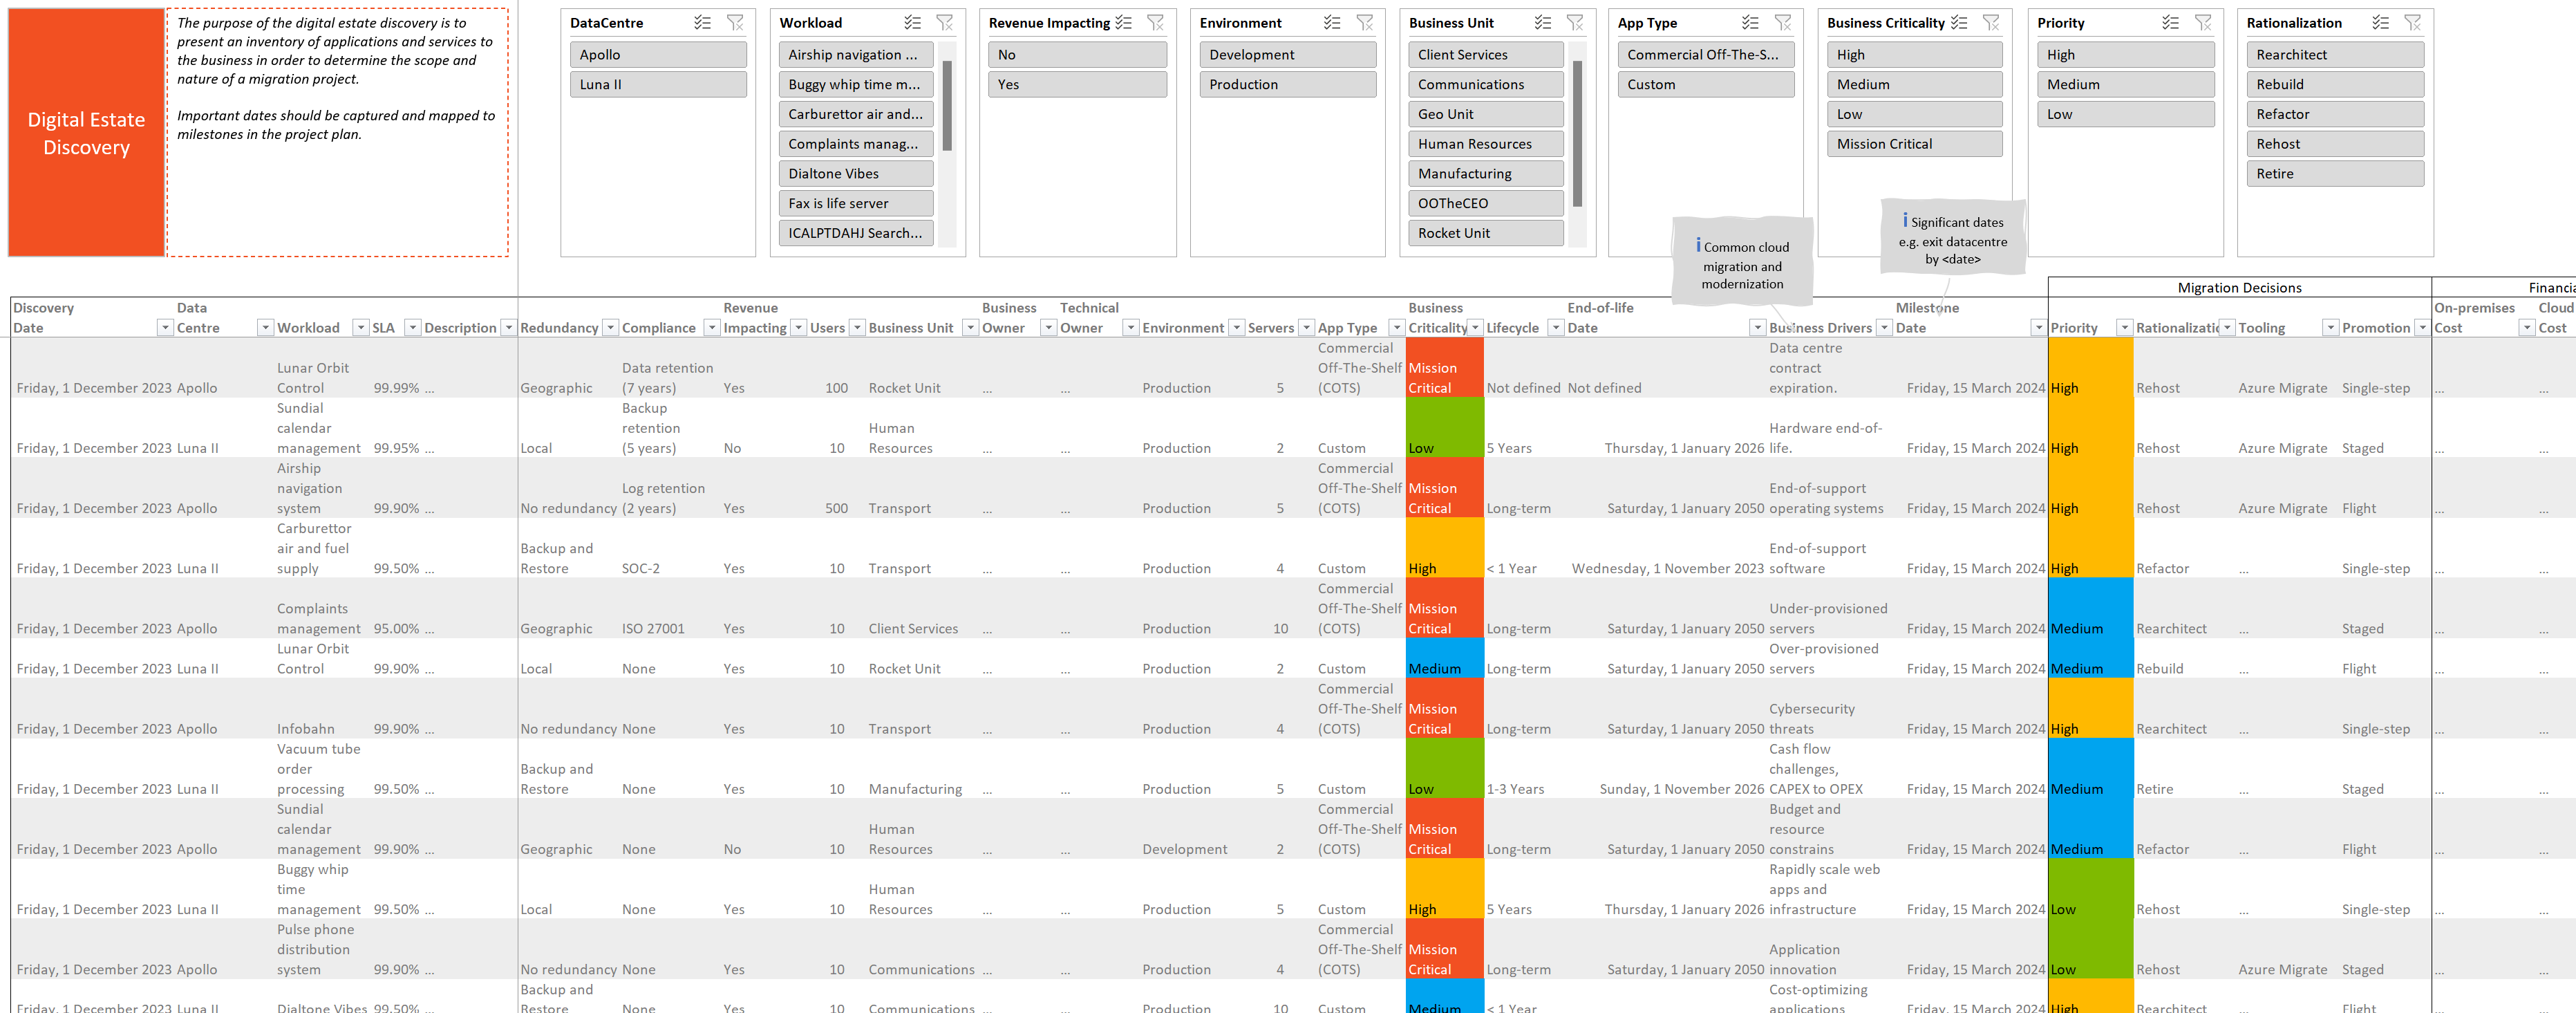 Digital Estate
Discovery
The purpose of the digital estate discovery is to
present an inventory of applications and services to
the business in order to determine the scope and
nature of a migration project.
Important dates should be captured and mapped to
milestones in the project plan.
DataCentre
Apollo
Luna II
Workload
Airship navigation ...
Buggy whip time m...
Carburettor air and...
Complaints manag...
Dialtone Vibes
Fax is life server
ICALPTDAHJ Search...
Revenue Impacting
No
Yes
Environment
Development
Production
Business Unit
Client Services
Communications
Geo Unit
Human Resources
Manufacturing
OOTheCEO
Rocket Unit
App Type
Commercial Off-The-S...
Custom
Business Criticality
High
Medium
Low
Mission Critical
Priority
High
Medium
Low
Rationalization
Rearchitect
Rebuild
Refactor
Rehost
Retire
i Common cloud
migration and
modernization
i Significant dates
e.g. exit datacentre
by <date>
Migration Decisions Financia
Discovery Data Revenue Business Technical Business End-of-life Milestone On-premises Cloud
Date Centre Workload SLA Description Redundancy Compliance Impacting Users Business Unit Owner Owner Environment Servers App Type Criticality Lifecycle Date Business Drivers Date Priority Rationalizatic Tooling Promotion Cost Cost
Commercial Data centre
Lunar Orbit Data retention Off-The-Shelf Mission contract
Friday, 1 December 2023 Apollo Control 99.99% ... Geographic (7 years) Yes 100 Rocket Unit ... ... Production 5 (COTS) Critical Not defined Not defined expiration. Friday, 15 March 2024 High Rehost Azure Migrate Single-step ... ...
Sundial Backup
calendar retention Human Hardware end-of-
Friday, 1 December 2023 Luna II management 99.95% ... Local (5 years) No 10 Resources ... ... Production 2 Custom Low 5 Years Thursday, 1 January 2026 life. Friday, 15 March 2024 High Rehost Azure Migrate Staged ... ...
Airship Commercial
navigation Log retention Off-The-Shelf Mission End-of-support
Friday, 1 December 2023 Apollo system 99.90% ... No redundancy (2 years) Yes 500 Transport ... ... Production 5 (COTS) Critical Long-term Saturday, 1 January 2050 operating systems Friday, 15 March 2024 High Rehost Azure Migrate Flight ... ...
Carburettor
air and fuel Backup and End-of-support
Friday, 1 December 2023 Luna II supply 99.50% ... Restore SOC-2 Yes 10 Transport ... ... Production 4 Custom High < 1 Year Wednesday, 1 November 2023 software Friday, 15 March 2024 High Refactor ... Single-step ... ...
Commercial
Complaints Off-The-Shelf Mission Under-provisioned
Friday, 1 December 2023 Apollo management 95.00% ... Geographic ISO 27001 Yes 10 Client Services ... ... Production 10 (COTS) Critical Long-term Saturday, 1 January 2050 servers Friday, 15 March 2024 Medium Rearchitect ... Staged ... ...
Lunar Orbit Over-provisioned
Friday, 1 December 2023 Luna II Control 99.90% ... Local None Yes 10 Rocket Unit ... ... Production 2 Custom Medium Long-term Saturday, 1 January 2050 servers Friday, 15 March 2024 Medium Rebuild ... Flight ... ...
Commercial
Off-The-Shelf Mission Cybersecurity
Friday, 1 December 2023 Apollo Infobahn 99.90% ... No redundancy None Yes 10 Transport ... ... Production 4 (COTS) Critical Long-term Saturday, 1 January 2050 threats Friday, 15 March 2024 High Rearchitect ... Single-step ... ...
Vacuum tube Cash flow
order Backup and challenges,
Friday, 1 December 2023 Luna II processing 99.50% ... Restore None Yes 10 Manufacturing ... ... Production 5 Custom Low 1-3 Years Sunday, 1 November 2026 CAPEX to OPEX Friday, 15 March 2024 Medium Retire ... Staged ... ...
Sundial Commercial Budget and
calendar Human Off-The-Shelf Mission resource
Friday, 1 December 2023 Apollo management 99.90% ... Geographic None No 10 Resources ... ... Development 2 (COTS) Critical Long-term Saturday, 1 January 2050 constrains Friday, 15 March 2024 Medium Refactor ... Flight ... ...
Buggy whip Rapidly scale web
time Human apps and
Friday, 1 December 2023 Luna II management 99.50% ... Local None Yes 10 Resources ... ... Production 5 Custom High 5 Years Thursday, 1 January 2026 infrastructure Friday, 15 March 2024 Low Rehost ... Single-step ... ...
Pulse phone Commercial
distribution Off-The-Shelf Mission Application
Friday, 1 December 2023 Apollo system 99.90% ... No redundancy None Yes 10 Communications ... ... Production 4 (COTS) Critical Long-term Saturday, 1 January 2050 innovation Friday, 15 March 2024 Low Rehost Azure Migrate Staged ... ...
Backup and Cost-optimizing
Friday, 1 December 2023 Luna II Dialtone Vibes 99.50% ... Restore None Yes 10 Communications ... ... Production 10 Custom Medium < 1 Year applications Friday, 15 March 2024 High Rearchitect ... Flight ... ...